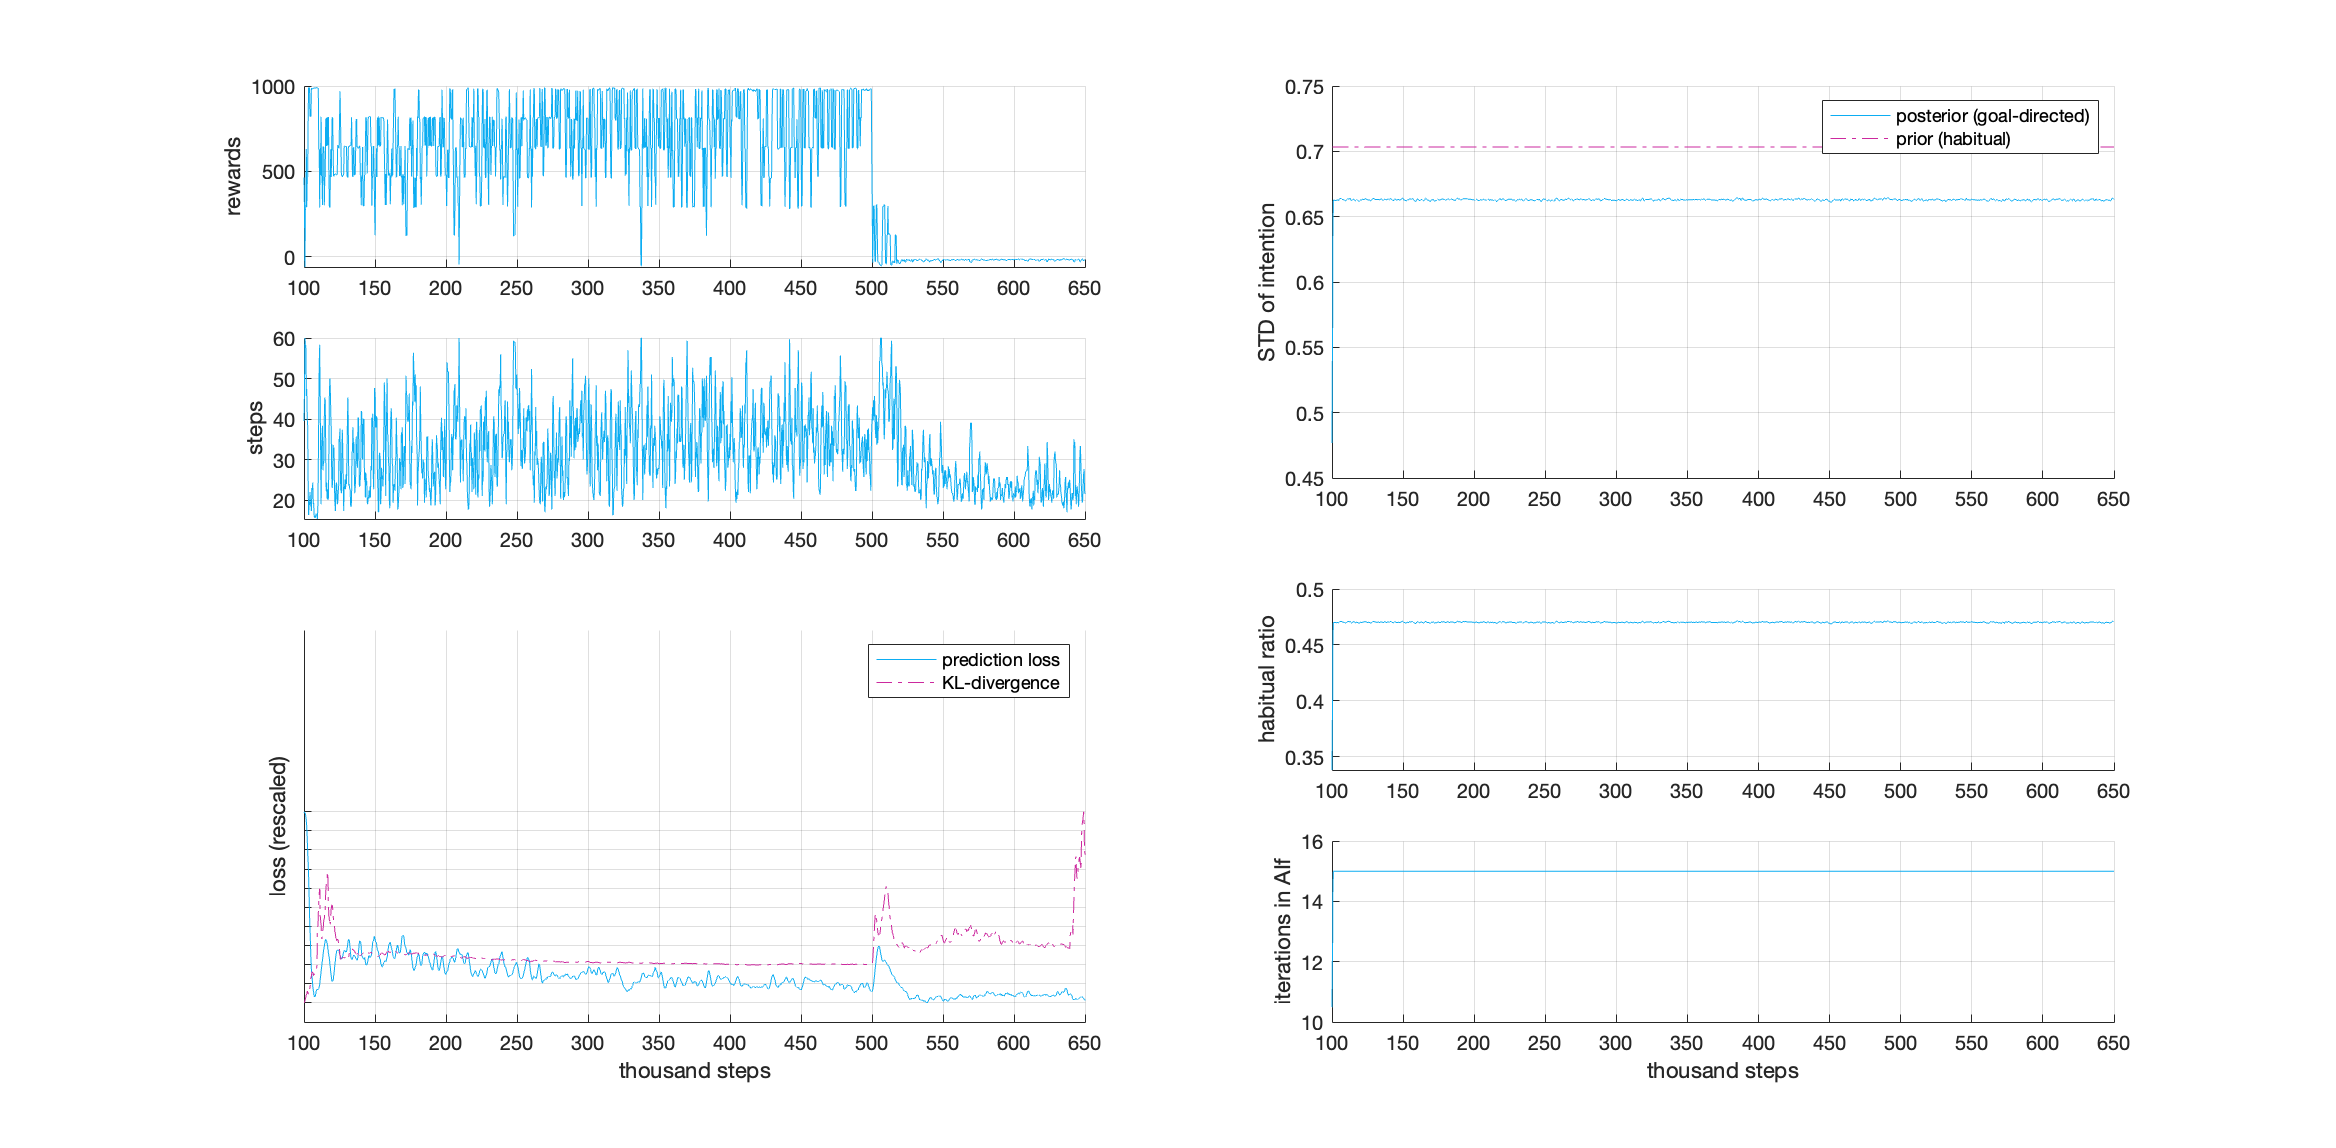 rewards
1000
500
0
100 150 200 250 300 350 400 450 500 550 600 650
steps
60
50
40
30
20
100 150 200 250 300 350 400 450 500 550 600 650
loss (rescaled)
prediction loss
KL-divergence
100 150 200 250 300 350 400 450 500 550 600 650
thousand steps
STD of intention
0.75
0.7
0.65
0.6
0.55
0.5
0.45
posterior (goal-directed)
prior (habitual)
100 150 200 250 300 350 400 450 500 550 600 650
habitual ratio
0.5
0.45
0.4
0.35
100 150 200 250 300 350 400 450 500 550 600 650
iterations in AIf
16
14
12
10
100 150 200 250 300 350 400 450 500 550 600 650
thousand steps